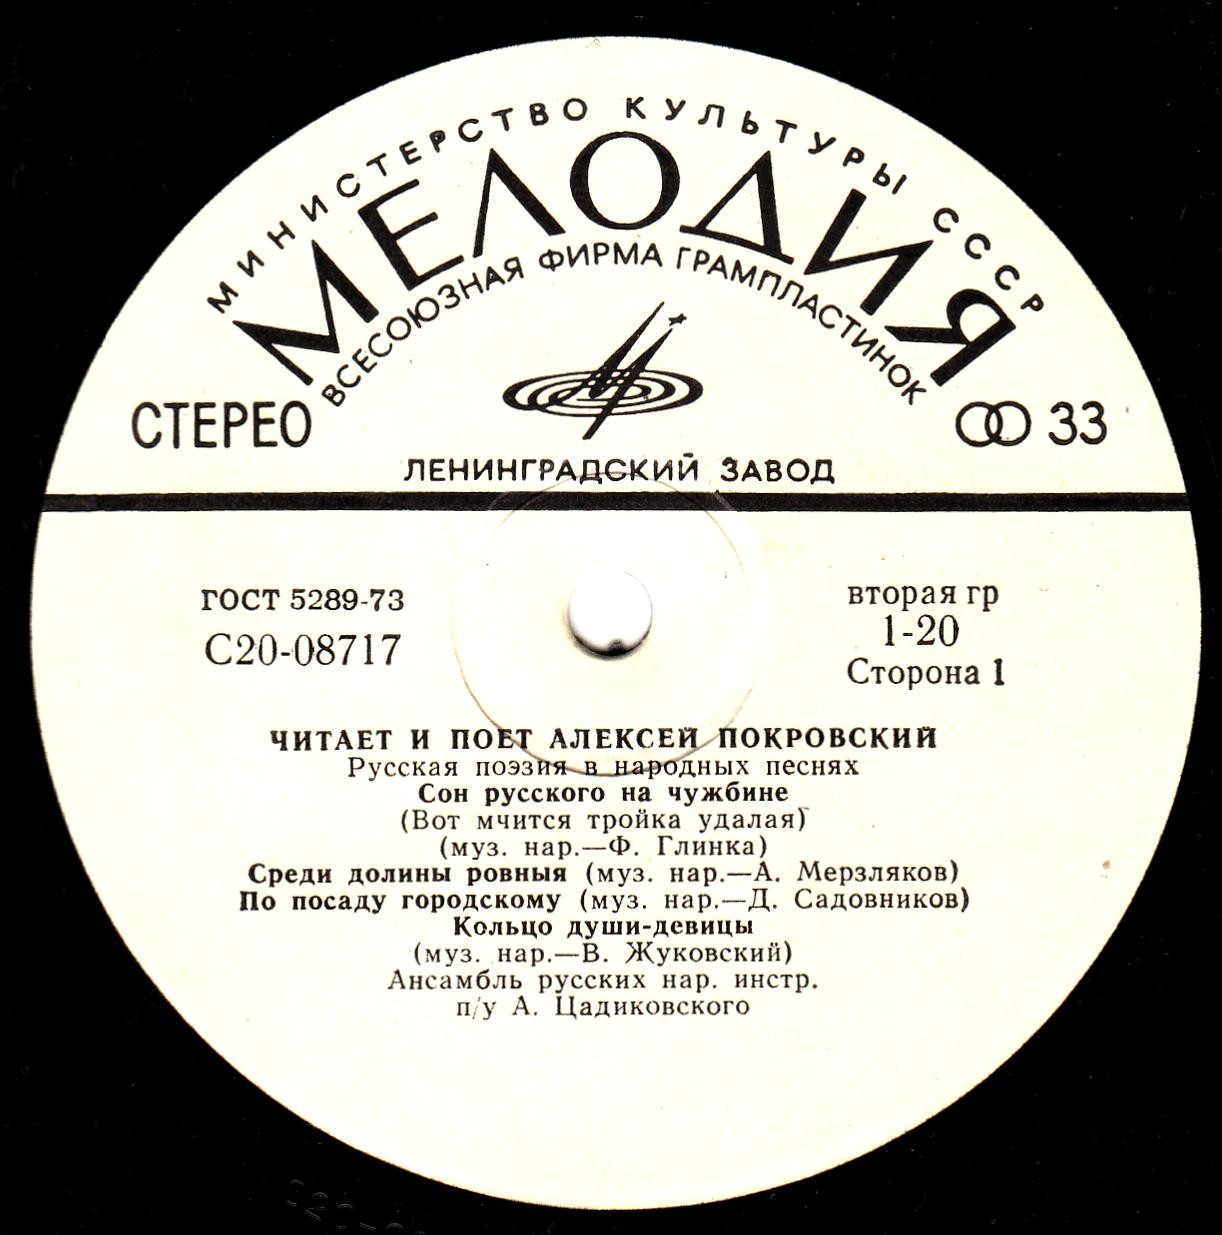 МИНИСТЕРСТВО КУЛЬТУРЫ СССР
МЕЛОДИЯ
ВСЕСОЮЗНАЯ ФИРМА ГРАМПЛАСТИНОК
СТЕРЕО
33
ЛЕНИНГРАДСКИЙ ЗАВОД
ГОСТ 5289-73
С20-08717
вторая гр
1-20
Сторона 1
ЧИТАЕТ И ПОЕТ АЛЕКСЕЙ ПОКРОВСКИЙ
Русская поэзия в народных песнях
Сон русского на чужбине
(Вот мчится тройка удалая)
(муз. нар.—Ф. Глинка)
Среди долины ровныя (муз. нар.—А. Мерзляков)
По посаду городскому (муз. нар.—Д. Садовников)
Кольцо души-девицы
(муз. нар.—В. Жуковский)
Ансамбль русских нар. инстр.
п/у А. Цадиковского